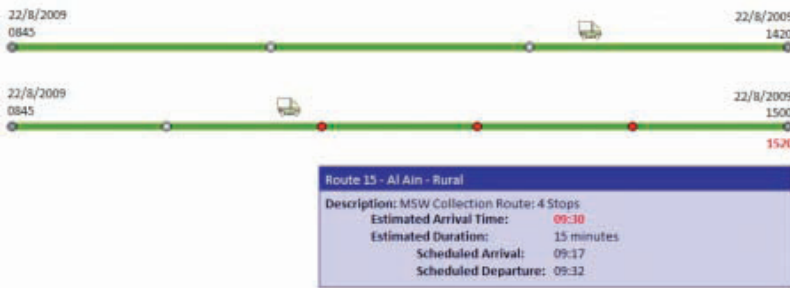 22/8/2009 22/8/2009
0845 1420
22/8/2009 22/8/2009
0845 1500
1520
Route 15 - Al Ain - Rural
Description: MSW Collection Route: 4 Stops
Estimated Arrival Time: 09:30
Estimated Duration: 15 minutes
Scheduled Arrival: 09:17
Scheduled Departure: 09:32